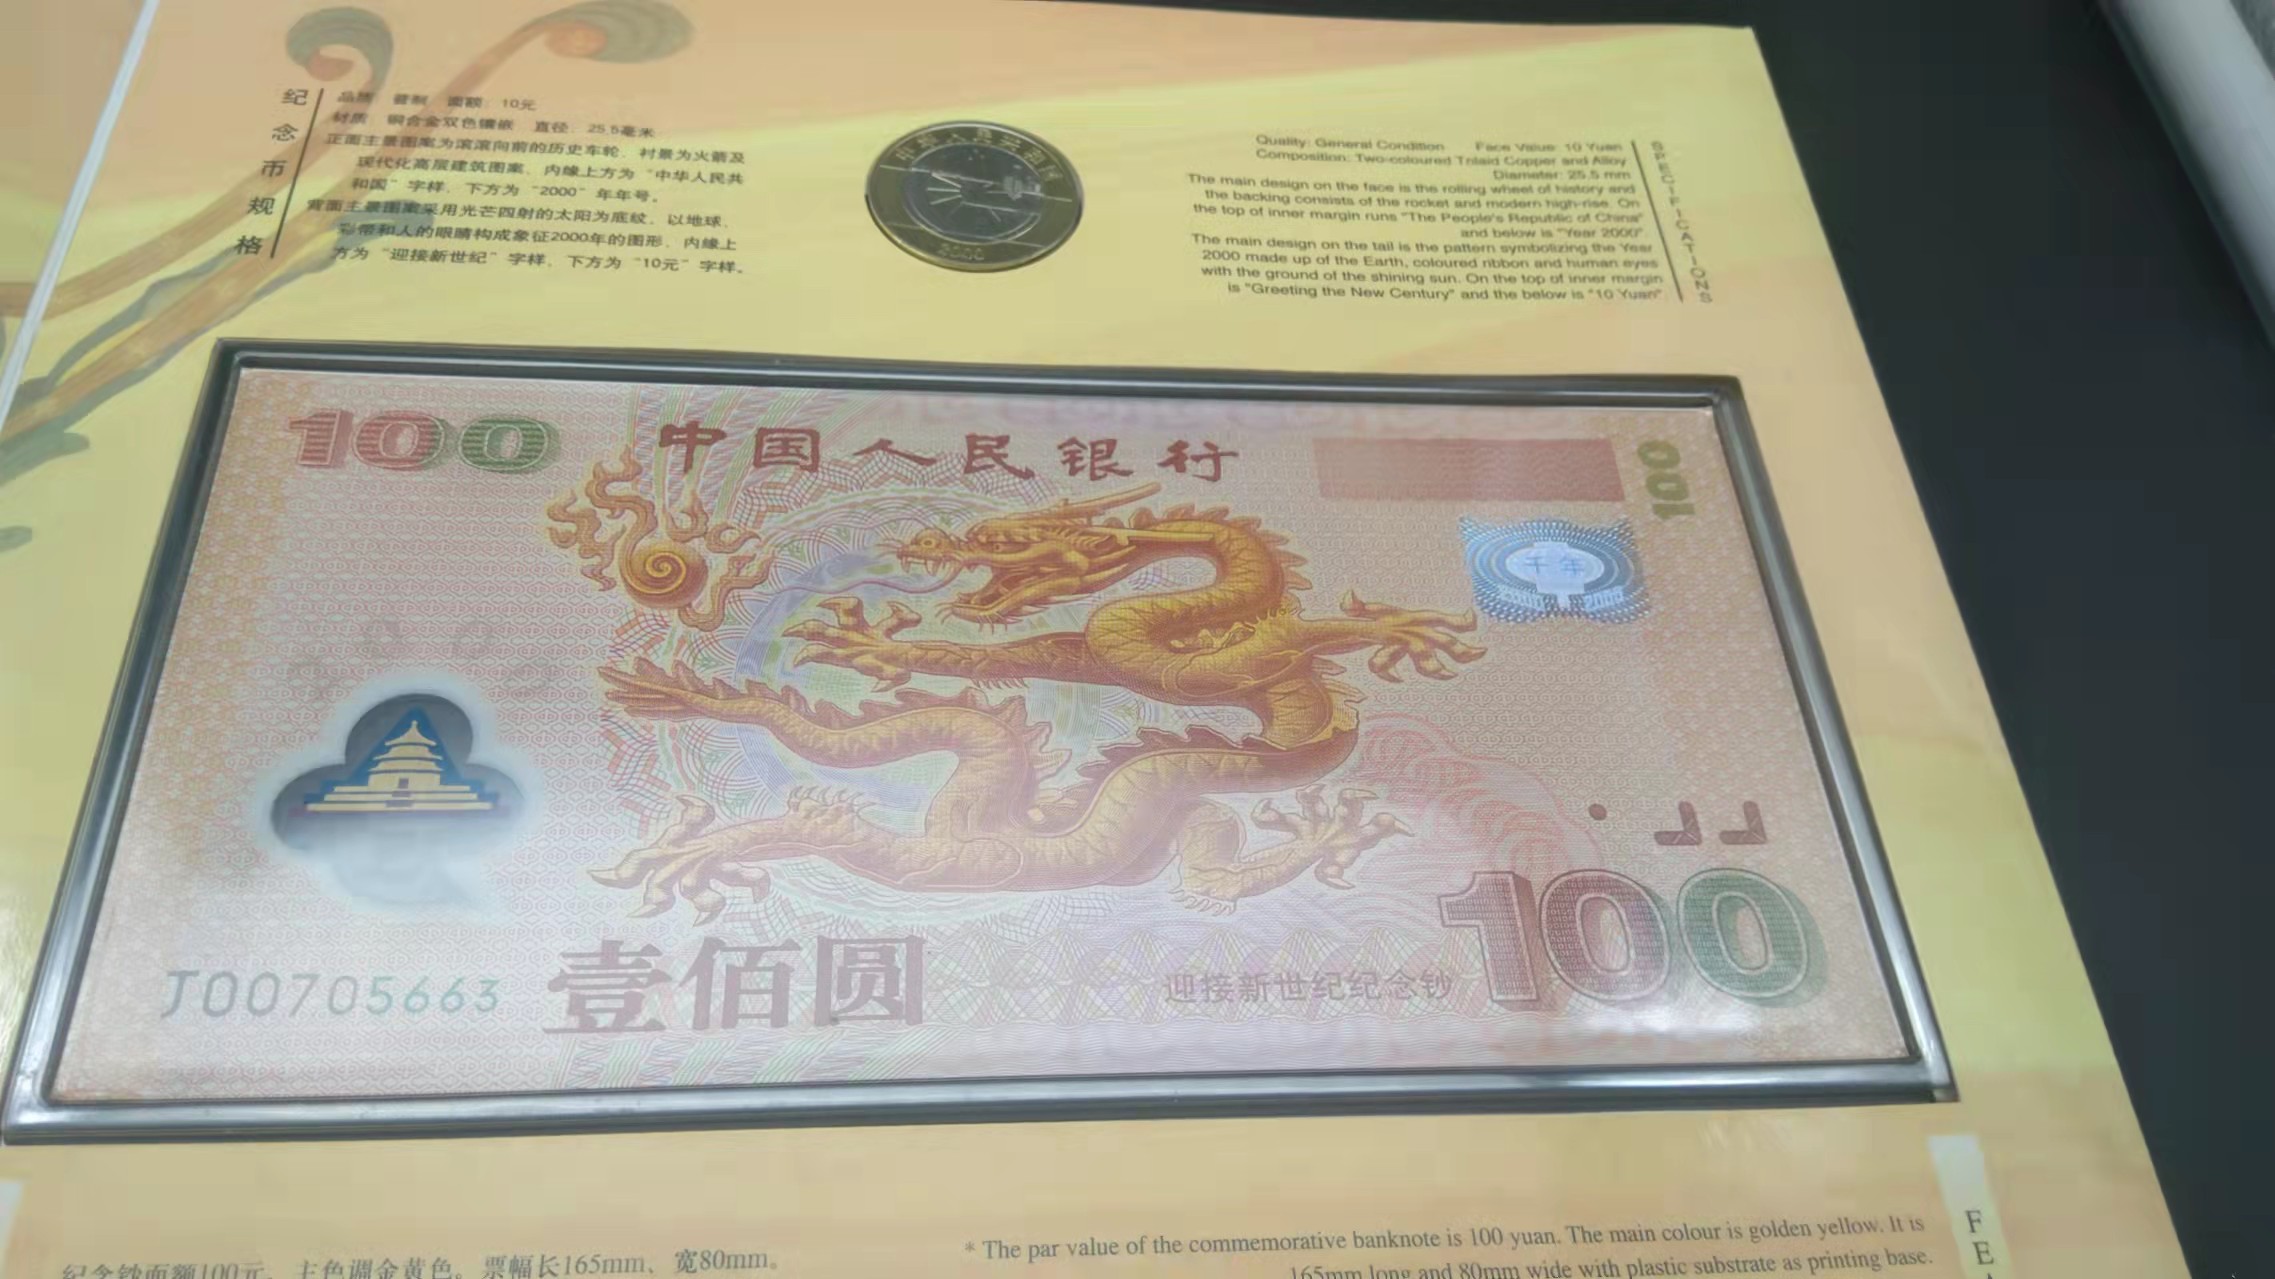 纪念币规格
品质 普制 面额：10元
材质 铜合金双色镶嵌 直径：25.5毫米
正面主景图案为滚滚向前的历史车轮，衬景为火箭及
现代化高层建筑图案，内缘上方为“中华人民共
和国”字样，下方为“2000”年年号。
背面主景图案采用光芒四射的太阳为底纹，以地球、
彩带和人的眼睛构成象征2000年的图形，内缘上
方为“迎接新世纪”字样，下方为“10元”字样。
中华人民共和国
2000
SPECIFICATIONS
Quality: General Condition Face Value: 10 Yuan
Composition: Two-coloured Tnlaid Copper and Alloy
Diameter: 25.5 mm
The main design on the face is the rolling wheel of history and
the backing consists of the rocket and modern high-rise. On
the top of inner margin runs "The People's Republic of China"
and below is "Year 2000".
The main design on the tail is the pattern symbolizing the Year
2000 made up of the Earth, coloured ribbon and human eyes
with the ground of the shining sun. On the top of inner margin
is "Greeting the New Century" and the below is "10 Yuan"
100
中国人民银行
100
千年
2000
J00705663
壹佰圆
迎接新世纪纪念钞
100
纪念钞面额100元，主色调金黄色。票幅长165mm、宽80mm。
* The par value of the commemorative banknote is 100 yuan. The main colour is golden yellow. It is
165mm long and 80mm wide with plastic substrate as printing base.
FE